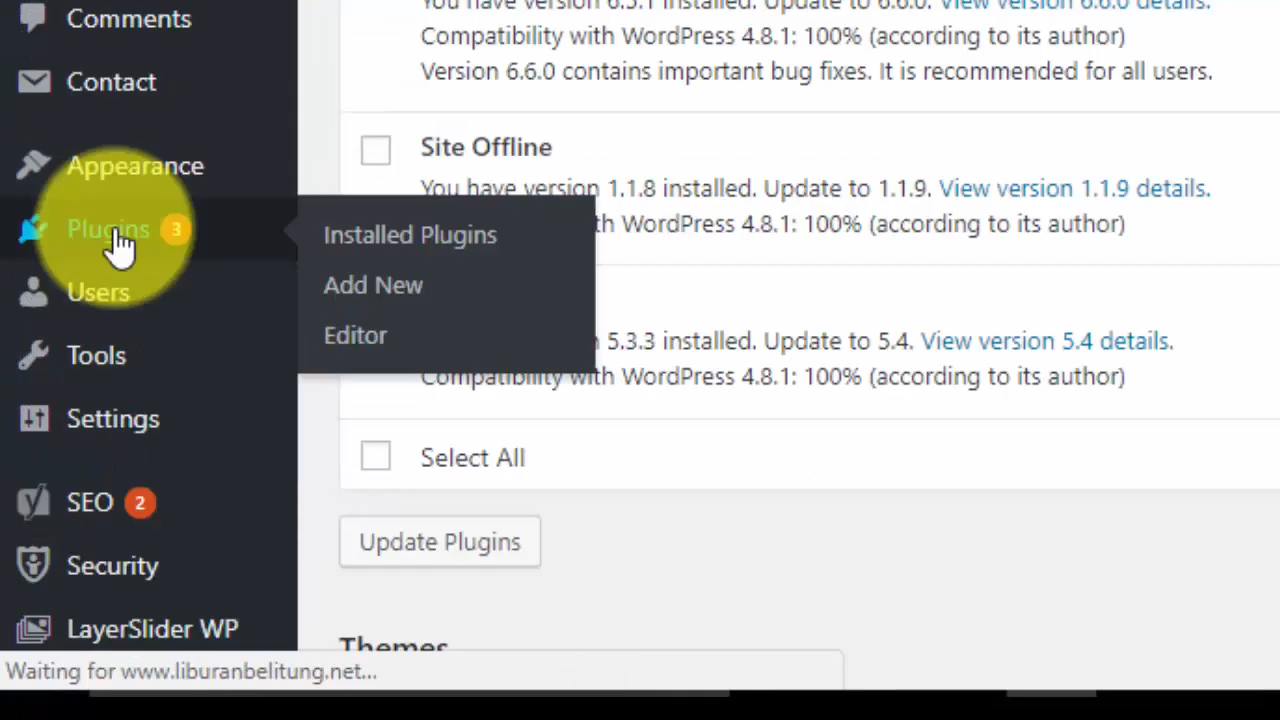 Comments
Contact
Appearance
Plugins 3
Users
Tools
Settings
SEO 2
Security
LayerSlider WP
Installed Plugins
Add New
Editor
You have version 6.5.1 installed. Update to 6.6.0. View version 6.6.0 details.
Compatibility with WordPress 4.8.1: 100% (according to its author)
Version 6.6.0 contains important bug fixes. It is recommended for all users.
Site Offline
You have version 1.1.8 installed. Update to 1.1.9. View version 1.1.9 details.
th WordPress 4.8.1: 100% (according to its author)
5.3.3 installed. Update to 5.4. View version 5.4 details.
Compatibility with WordPress 4.8.1: 100% (according to its author)
Select All
Update Plugins
Themes
Waiting for www.liburanbelitung.net...